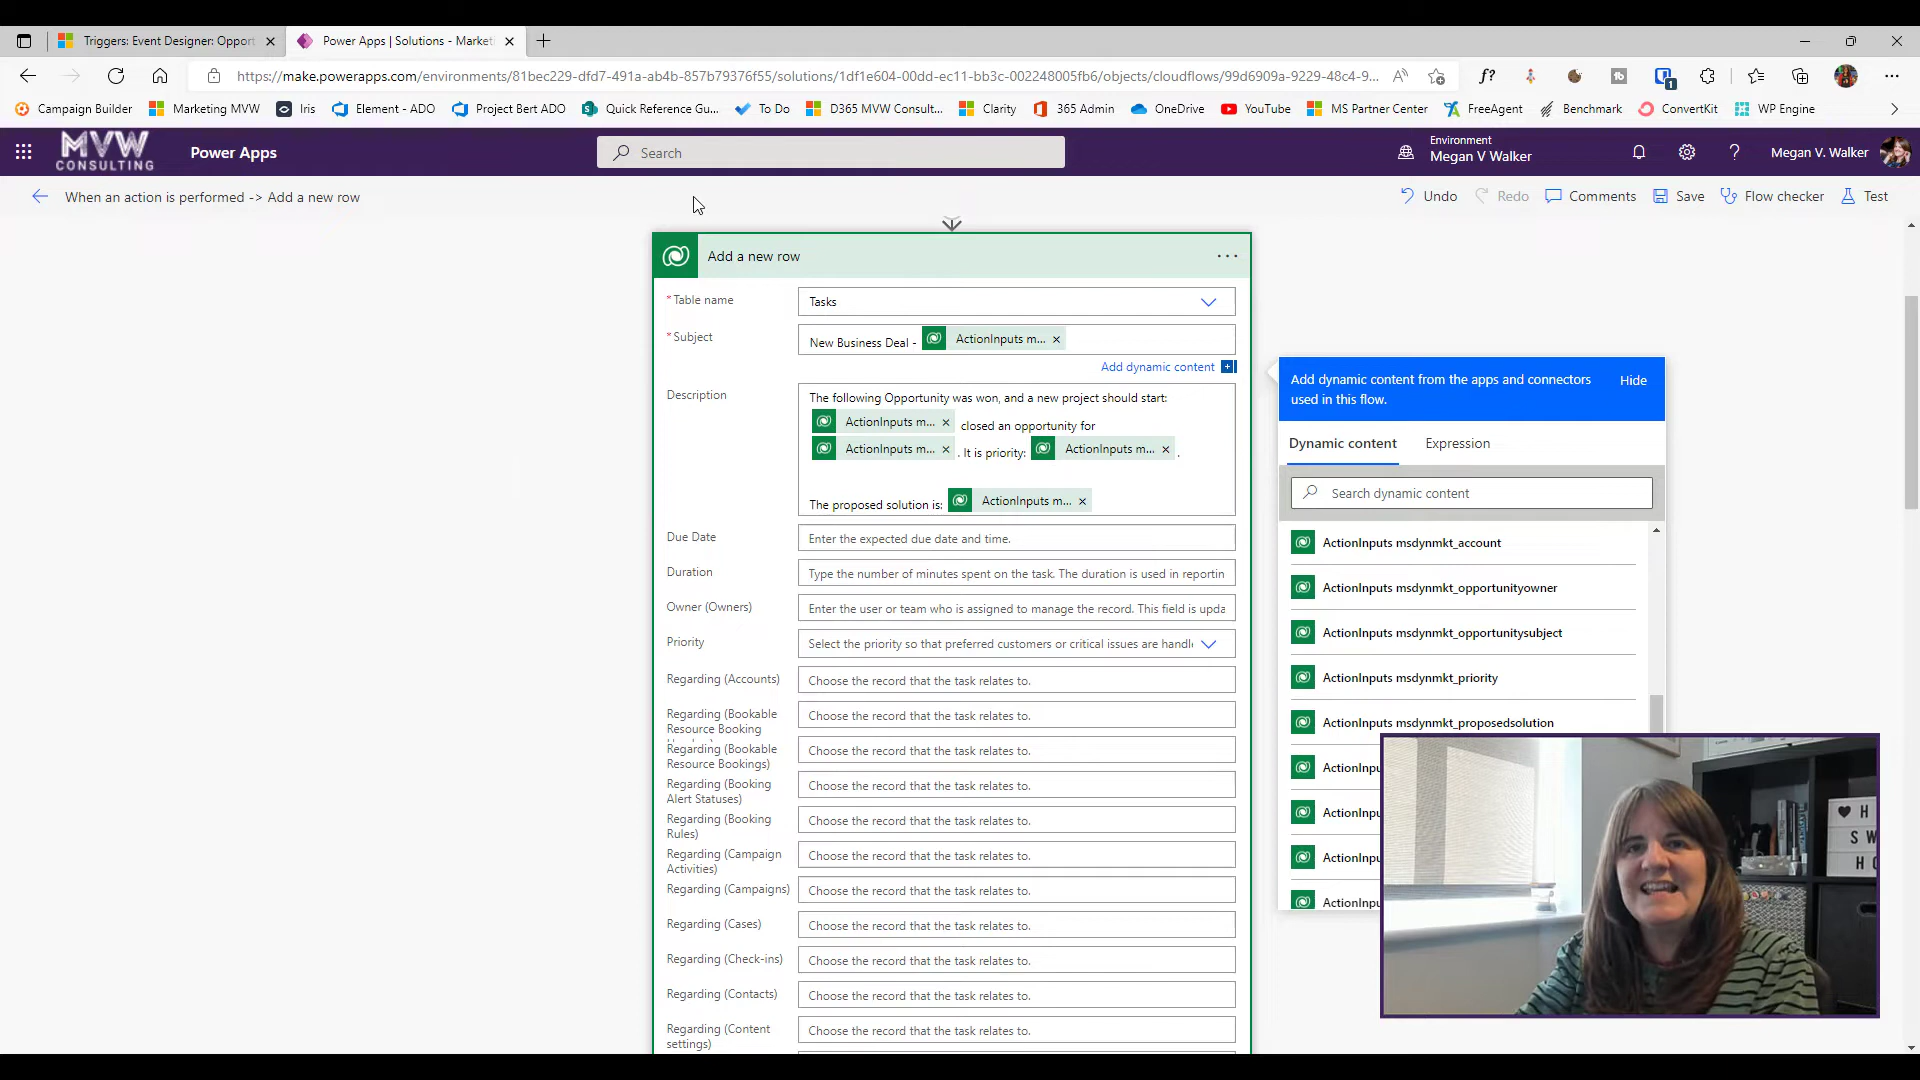 Triggers: Event Designer: Opport
Power Apps | Solutions - Market
https://make.powerapps.com/environments/81bec229-dfd7-491a-ab4b-857b79376f55/solutions/1df1e604-00dd-ec11-bb3c-002248005fb6/objects/cloudflows/99d6909a-9229-48c4-9...
Campaign Builder
Marketing MVW
Iris
Element - ADO
Project Bert ADO
Quick Reference Gu...
To Do
D365 MVW Consult...
Clarity
365 Admin
OneDrive
YouTube
MS Partner Center
FreeAgent
Benchmark
ConvertKit
WP Engine
MVW
CONSULTING
Power Apps
Search
Environment
Megan V Walker
Megan V. Walker
When an action is performed -> Add a new row
Undo
Redo
Comments
Save
Flow checker
Test
Add a new row
* Table name
Tasks
* Subject
New Business Deal - ActionInputs m... ×
Add dynamic content
Description
The following Opportunity was won, and a new project should start:
ActionInputs m... × closed an opportunity for
ActionInputs m... × . It is priority: ActionInputs m... × .
The proposed solution is: ActionInputs m... ×
Due Date
Enter the expected due date and time.
Duration
Type the number of minutes spent on the task. The duration is used in reportin
Owner (Owners)
Enter the user or team who is assigned to manage the record. This field is upda
Priority
Select the priority so that preferred customers or critical issues are handl
Regarding (Accounts)
Choose the record that the task relates to.
Regarding (Bookable
Resource Booking
Choose the record that the task relates to.
Regarding (Bookable
Resource Bookings)
Choose the record that the task relates to.
Regarding (Booking
Alert Statuses)
Choose the record that the task relates to.
Regarding (Booking
Rules)
Choose the record that the task relates to.
Regarding (Campaign
Activities)
Choose the record that the task relates to.
Regarding (Campaigns)
Choose the record that the task relates to.
Regarding (Cases)
Choose the record that the task relates to.
Regarding (Check-ins)
Choose the record that the task relates to.
Regarding (Contacts)
Choose the record that the task relates to.
Regarding (Content
settings)
Choose the record that the task relates to.
Add dynamic content from the apps and connectors
used in this flow.
Hide
Dynamic content
Expression
Search dynamic content
ActionInputs msdynmkt_account
ActionInputs msdynmkt_opportunityowner
ActionInputs msdynmkt_opportunitysubject
ActionInputs msdynmkt_priority
ActionInputs msdynmkt_proposedsolution
ActionInpu
ActionInpu
ActionInpu
ActionInpu
H
S W
H